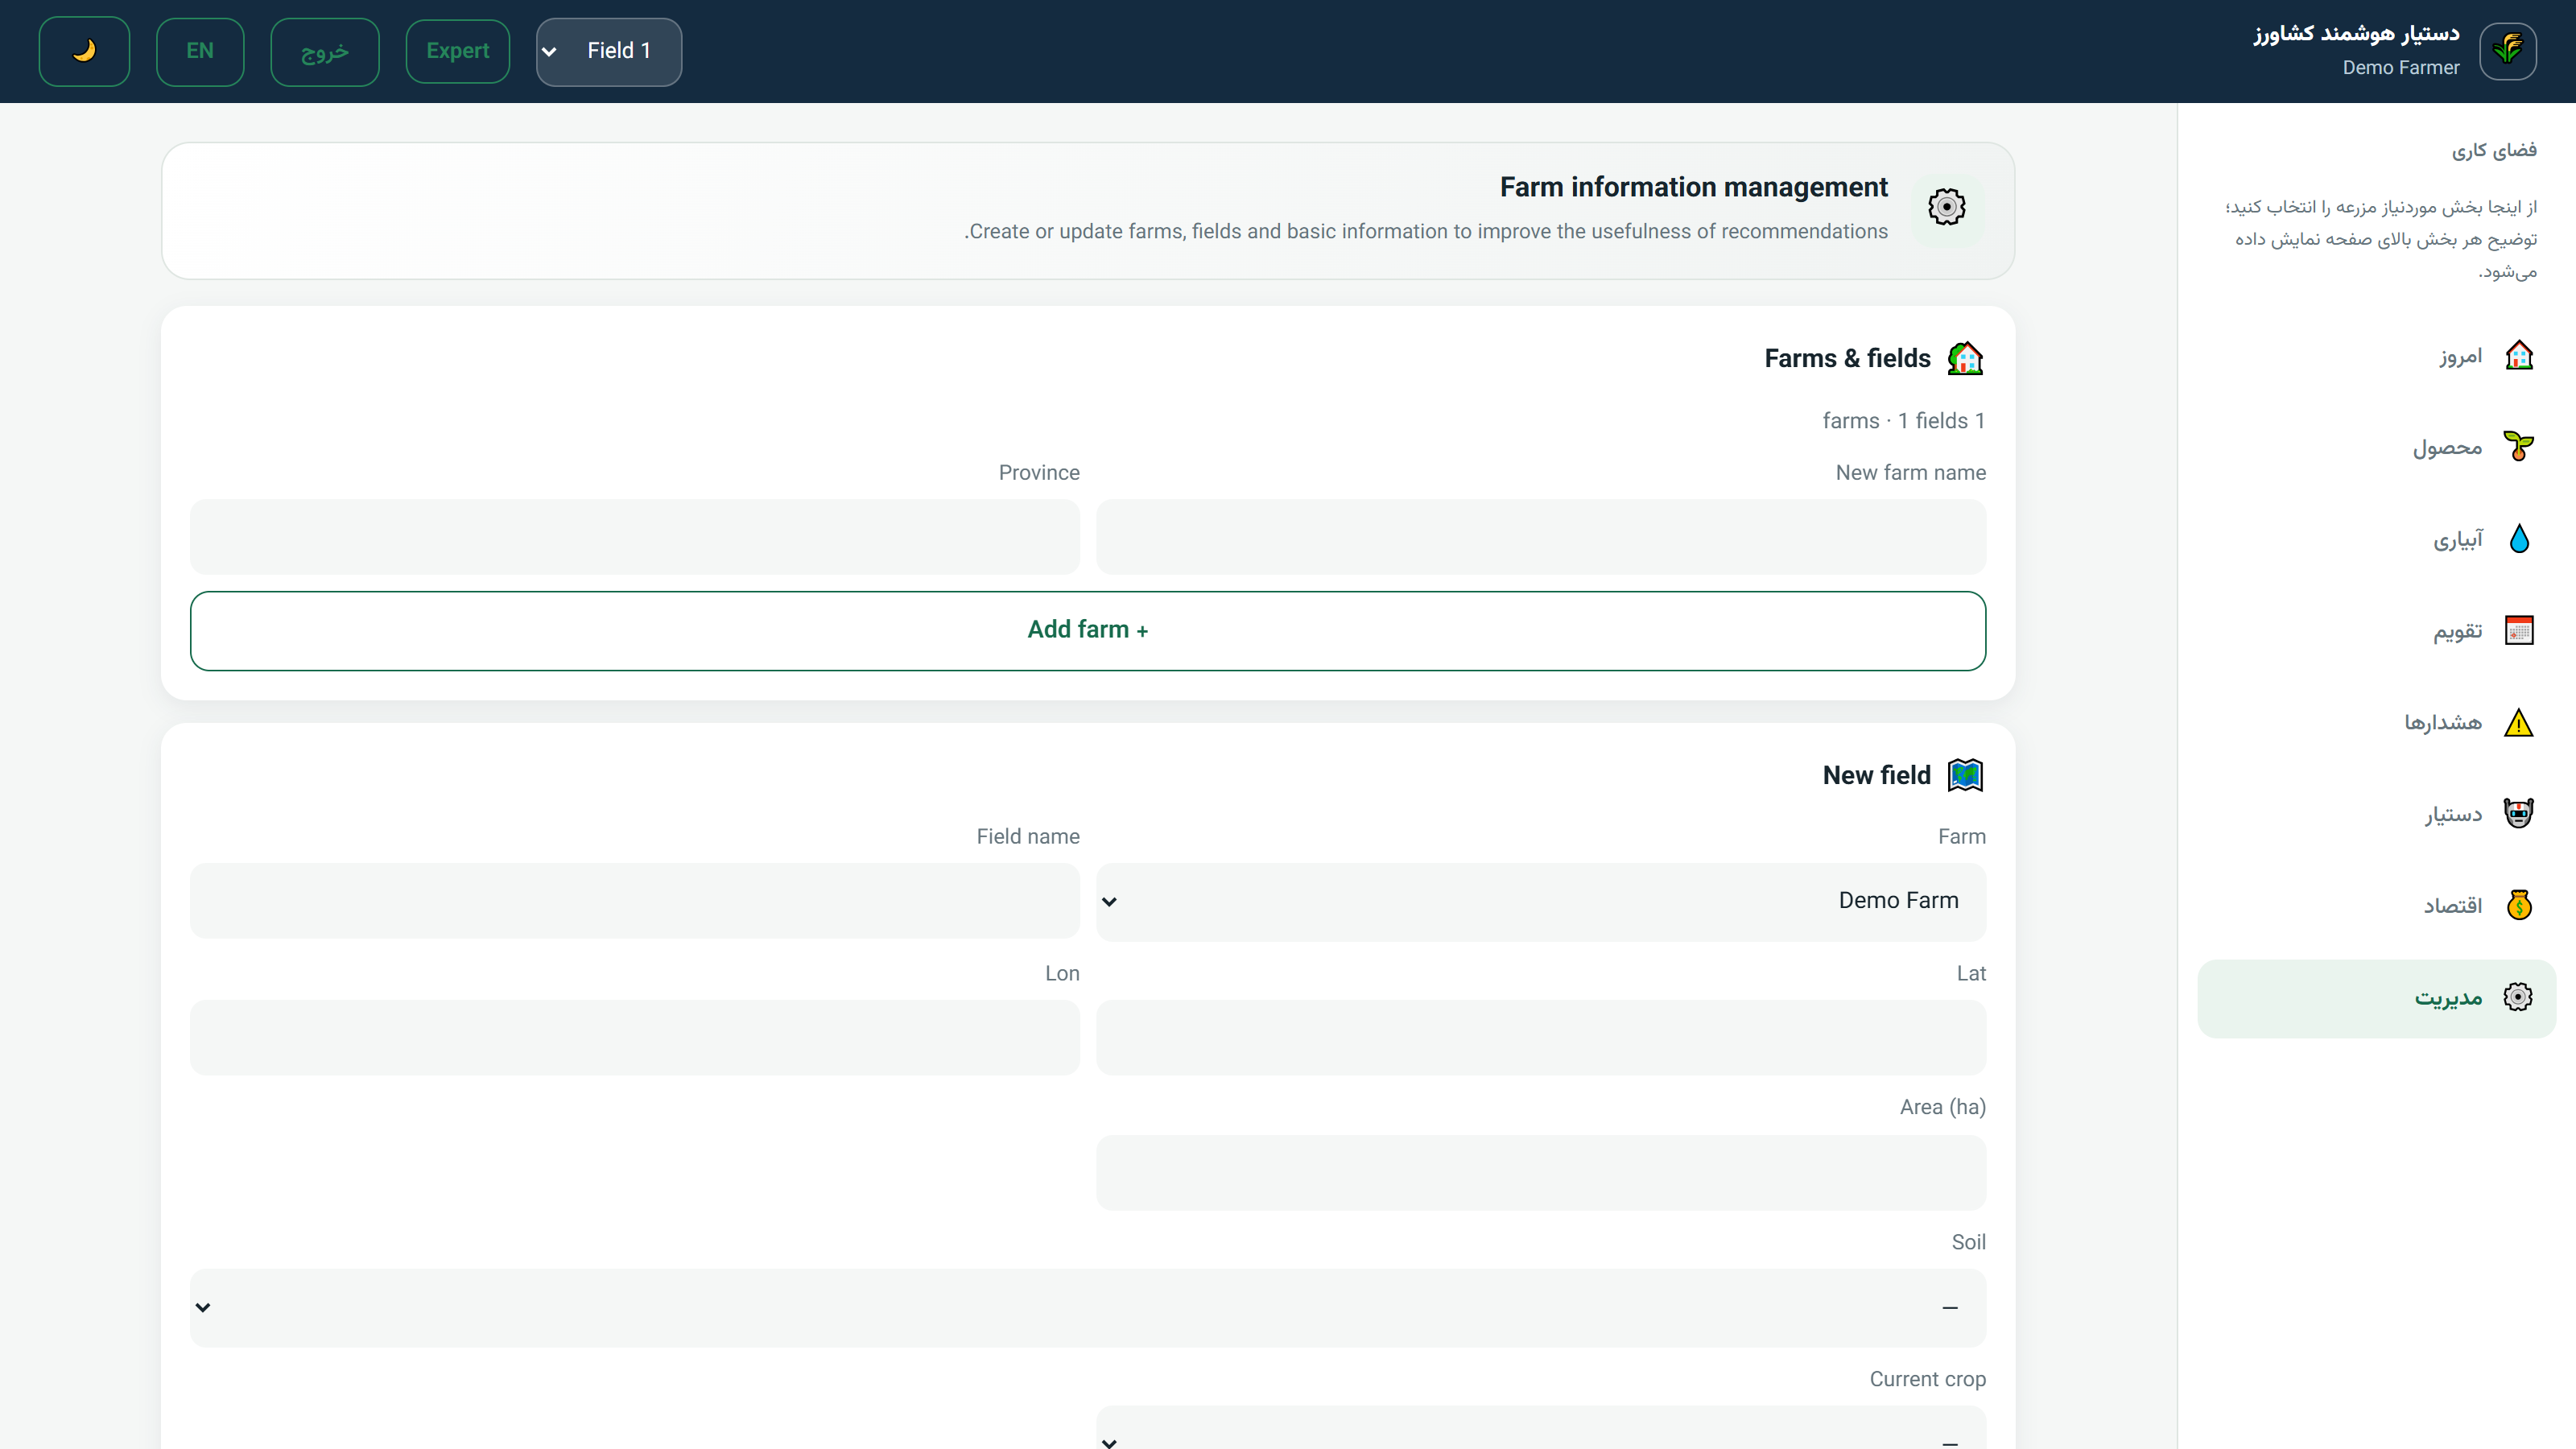 دستیار هوشمند کشاورز
Demo Farmer
Field 1
Expert
خروج
EN
فضای کاری
از اینجا بخش موردنیاز مزرعه را انتخاب کنید؛
توضیح هر بخش بالای صفحه نمایش داده
می‌شود.
امروز
محصول
آبیاری
تقویم
هشدارها
دستیار
اقتصاد
مدیریت
Farm information management
.Create or update farms, fields and basic information to improve the usefulness of recommendations
Farms & fields
farms · 1 fields 1
New farm name
Province
Add farm +
New field
Farm
Field name
Demo Farm
Lat
Lon
Area (ha)
Soil
—
Current crop
—